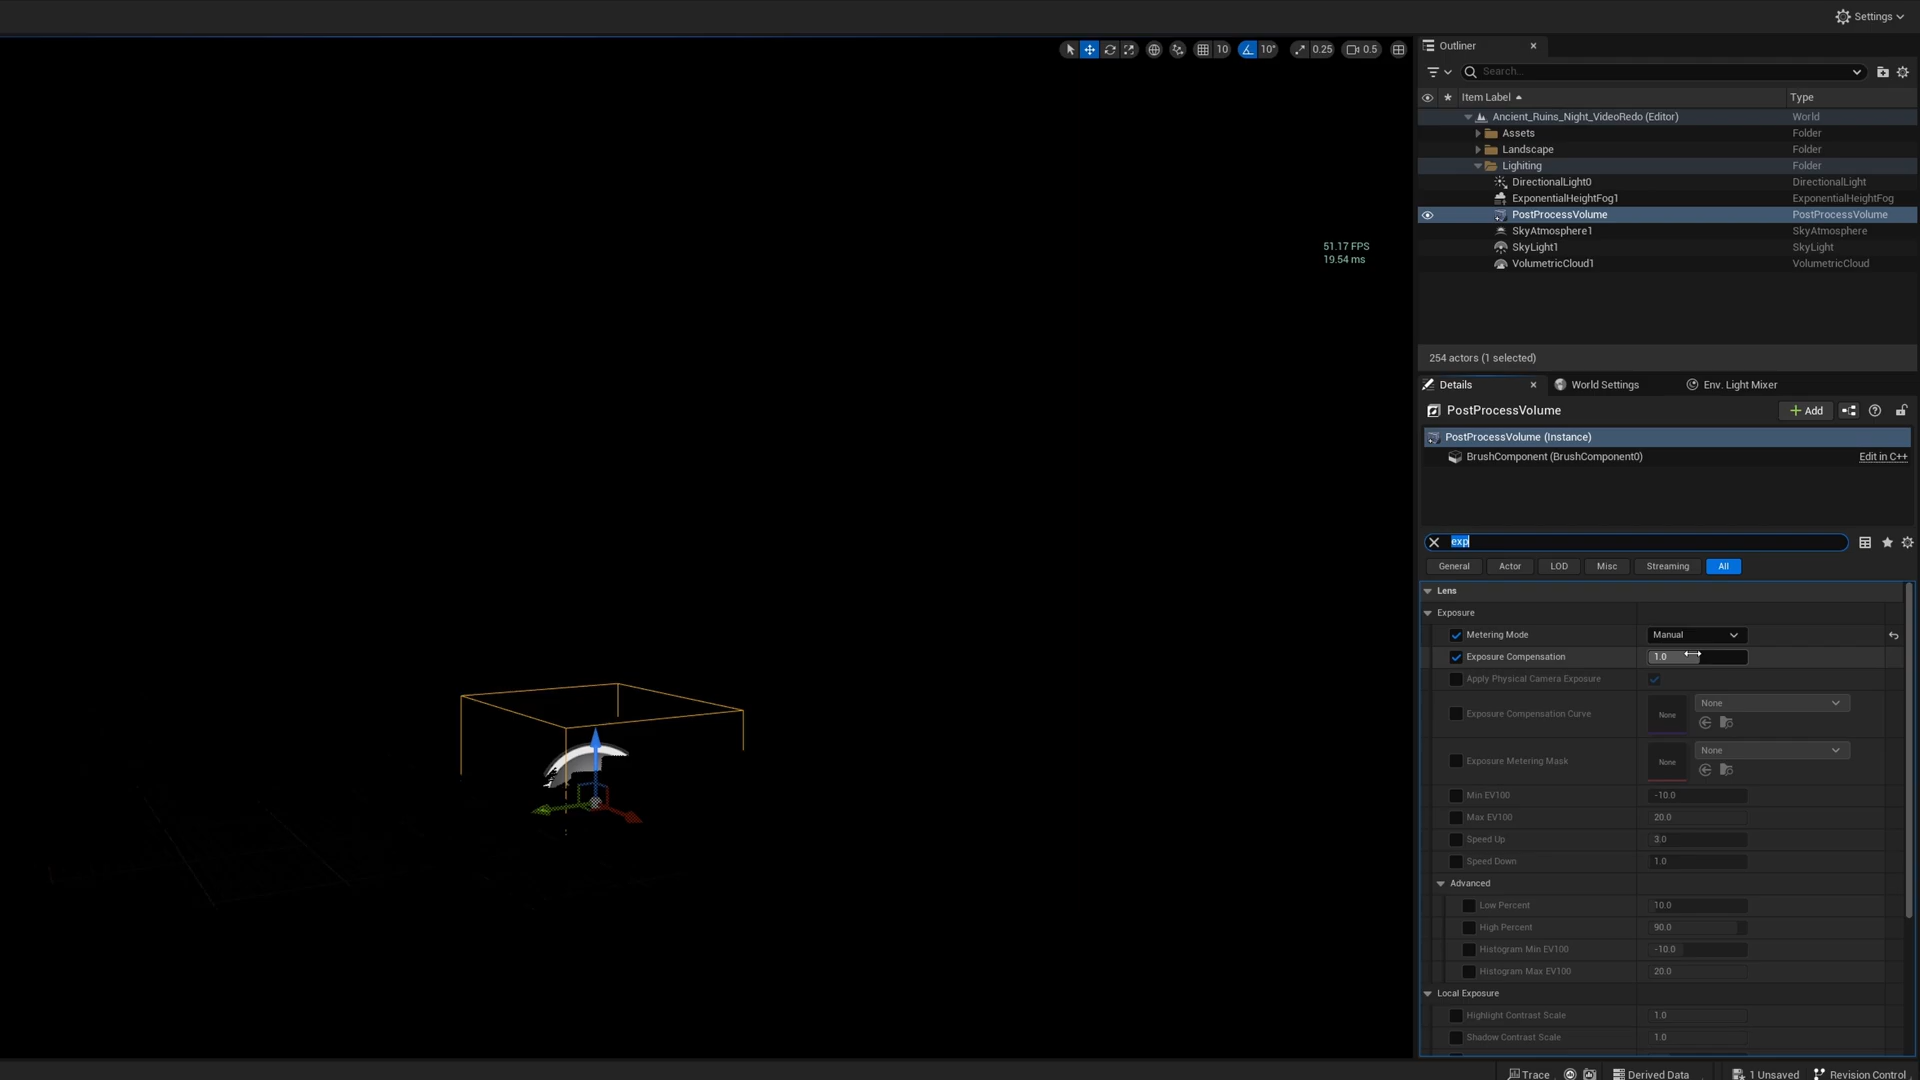 Settings
10
10°
0.25
0.5
Outliner
Search...
Item Label
Type
Ancient_Ruins_Night_VideoRedo (Editor)
World
Assets
Folder
Landscape
Folder
Lighiting
Folder
DirectionalLight0
DirectionalLight
ExponentialHeightFog1
ExponentialHeightFog
PostProcessVolume
PostProcessVolume
SkyAtmosphere1
SkyAtmosphere
SkyLight1
SkyLight
VolumetricCloud1
VolumetricCloud
51.17 FPS
19.54 ms
254 actors (1 selected)
Details
World Settings
Env. Light Mixer
PostProcessVolume
Add
PostProcessVolume (Instance)
BrushComponent (BrushComponent0)
Edit in C++
exp
General
Actor
LOD
Misc
Streaming
All
Lens
Exposure
Metering Mode
Manual
Exposure Compensation
1.0
Apply Physical Camera Exposure
Exposure Compensation Curve
None
None
Exposure Metering Mask
None
None
Min EV100
-10.0
Max EV100
20.0
Speed Up
3.0
Speed Down
1.0
Advanced
Low Percent
10.0
High Percent
90.0
Histogram Min EV100
-10.0
Histogram Max EV100
20.0
Local Exposure
Highlight Contrast Scale
1.0
Shadow Contrast Scale
1.0
Trace
Derived Data
1 Unsaved
Revision Control